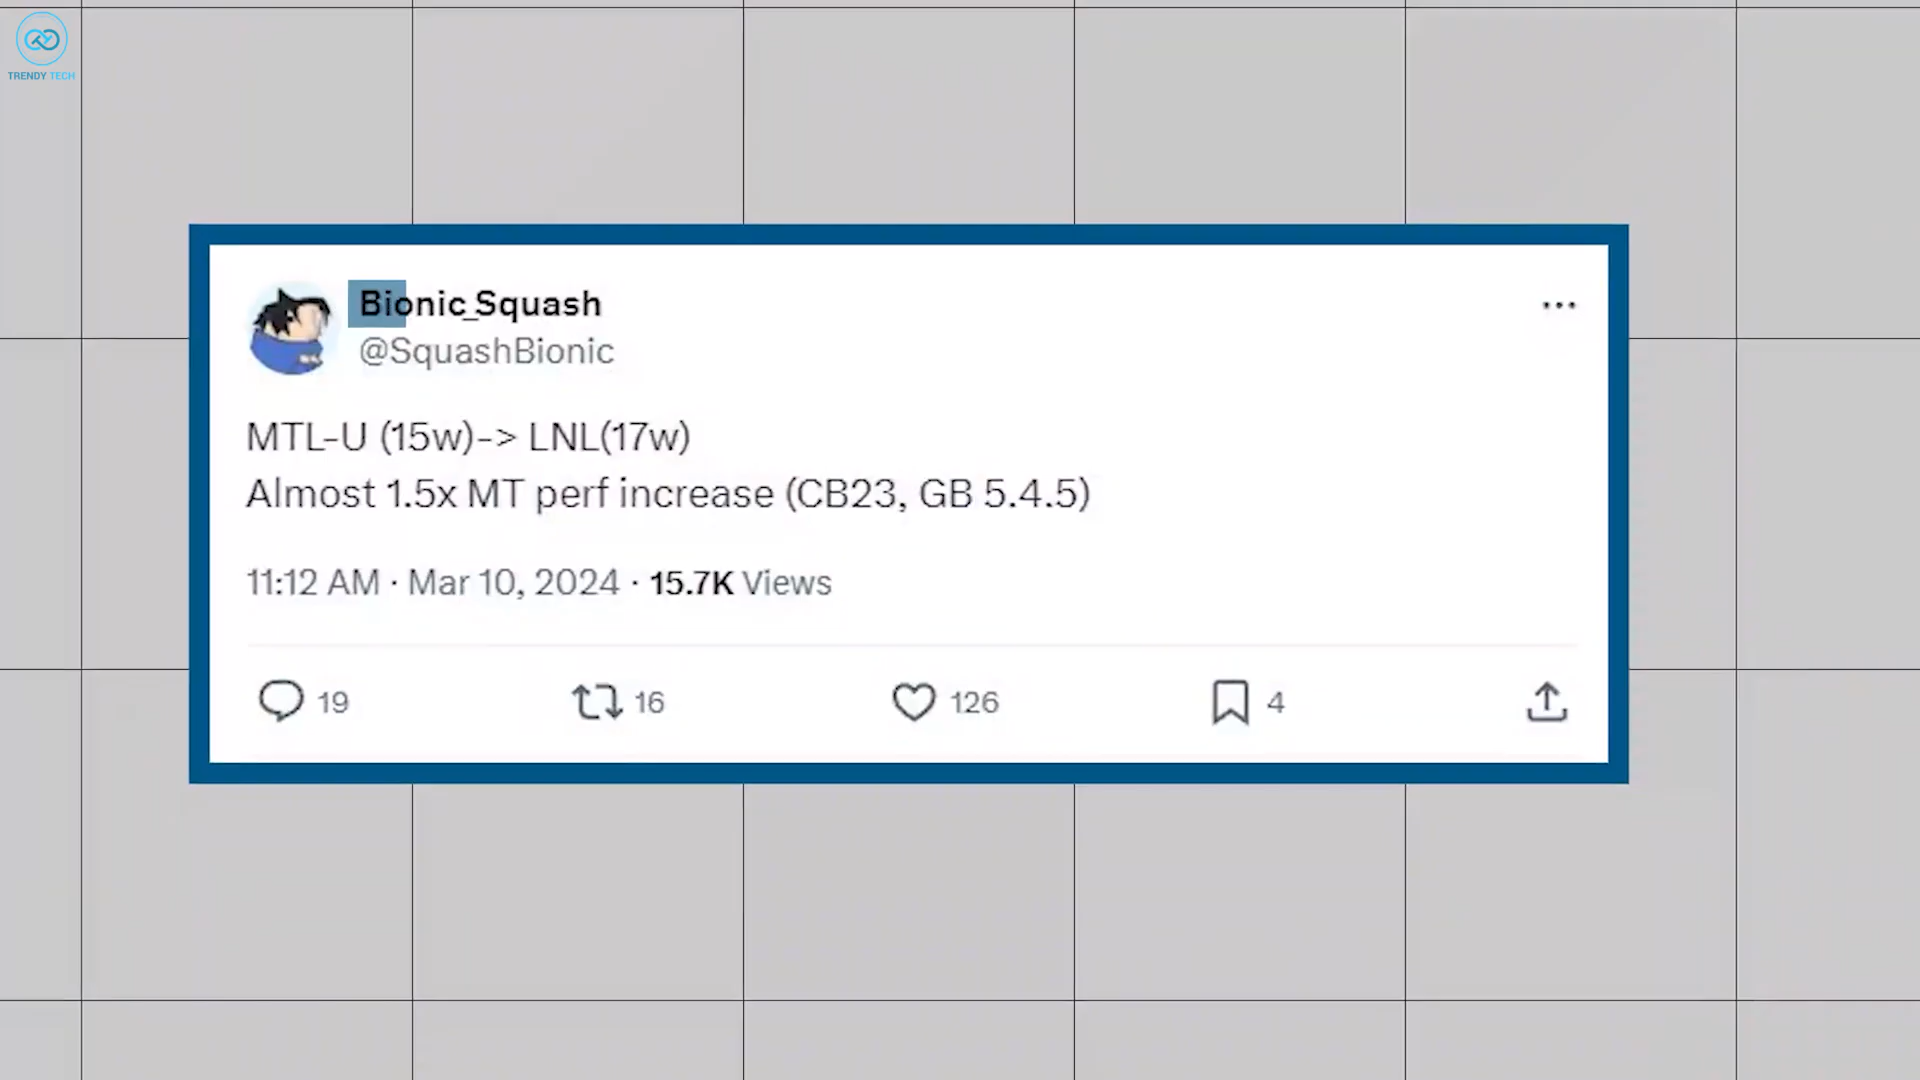 TRENDY TECH
Bionic_Squash
@SquashBionic
MTL-U (15w)-> LNL(17w)
Almost 1.5x MT perf increase (CB23, GB 5.4.5)
11:12 AM · Mar 10, 2024 · 15.7K Views
19 16 126 4